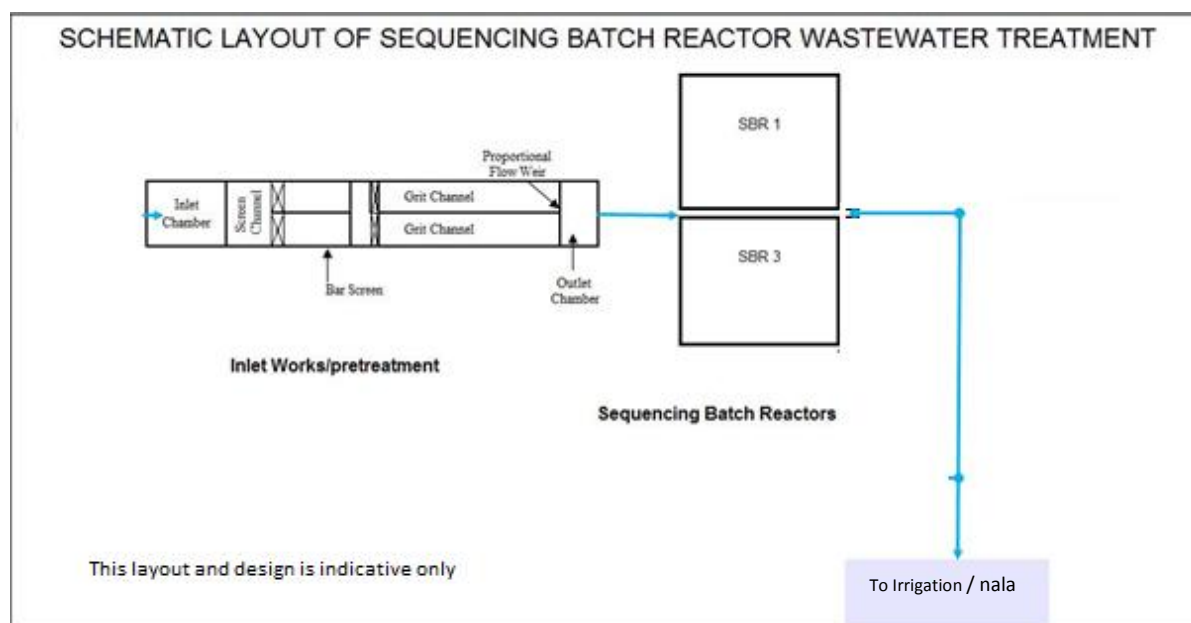 SCHEMATIC LAYOUT OF SEQUENCING BATCH REACTOR WASTEWATER TREATMENT
SBR 1
Proportional
Flow Weir
Inlet
Chamber
Screen
Channel
Grit Channel
Grit Channel
SBR 3
Bar Screen
Outlet
Chamber
Inlet Works/pretreatment
Sequencing Batch Reactors
This layout and design is indicative only
To Irrigation / nala